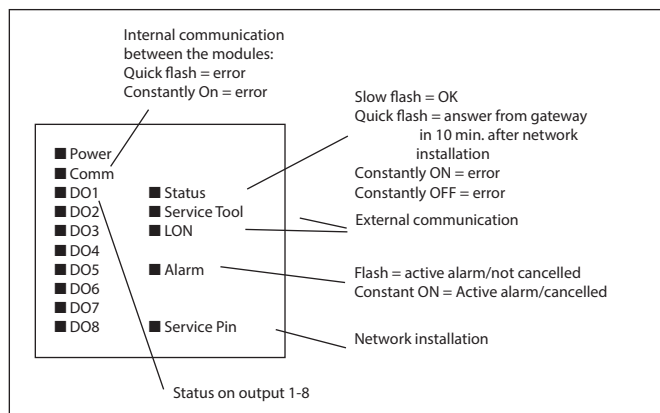 Internal communication
between the modules:
Quick flash = error
Constantly On = error
Slow flash = OK
Quick flash = answer from gateway
in 10 min. after network
installation
Constantly ON = error
Constantly OFF = error
External communication
Flash = active alarm/not cancelled
Constant ON = Active alarm/cancelled
Network installation
■ Power
■ Comm
■ DO1 ■ Status
■ DO2 ■ Service Tool
■ DO3 ■ LON
■ DO4
■ DO5 ■ Alarm
■ DO6
■ DO7
■ DO8 ■ Service Pin
Status on output 1-8